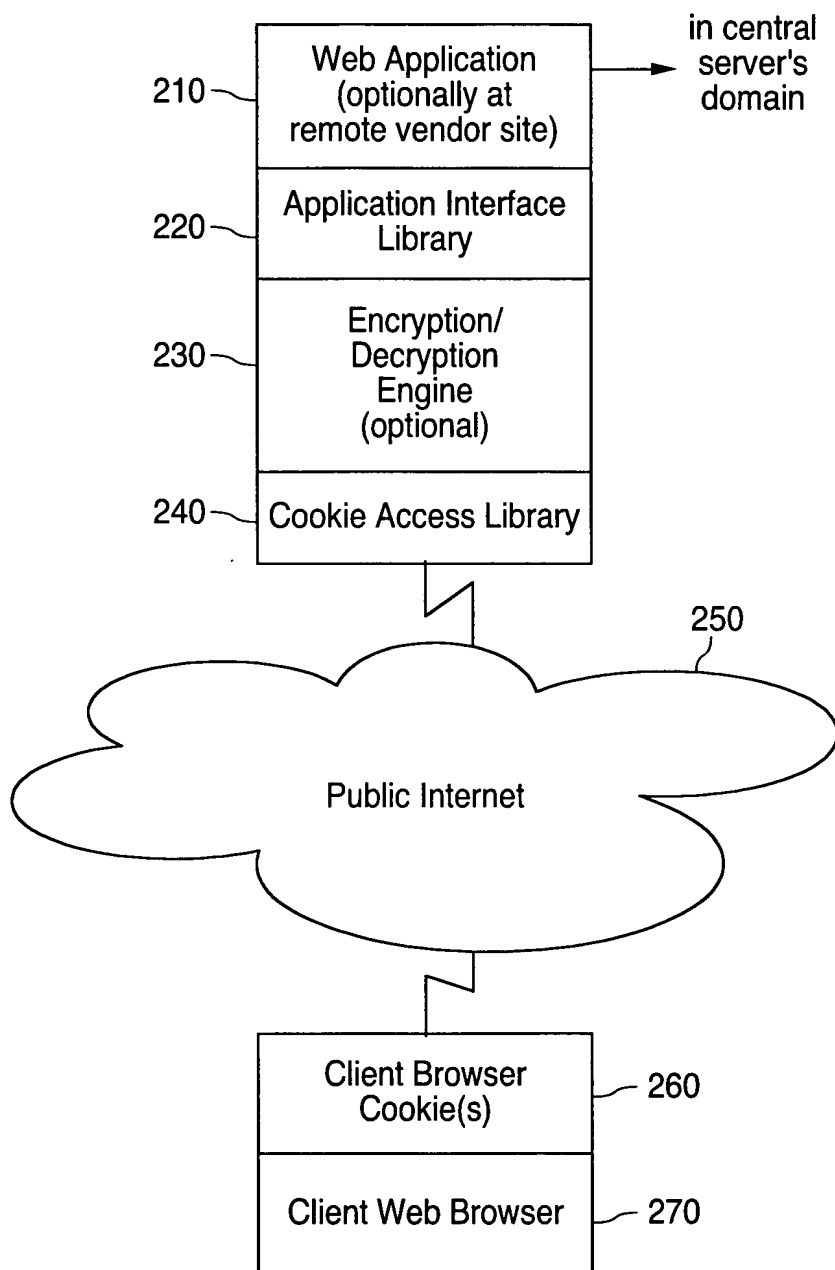 in central
server's
domain
210
Web Application
(optionally at
remote vendor site)
220
Application Interface
Library
230
Encryption/
Decryption
Engine
(optional)
240
Cookie Access Library
250
Public Internet
Client Browser
Cookie(s)
260
Client Web Browser
270